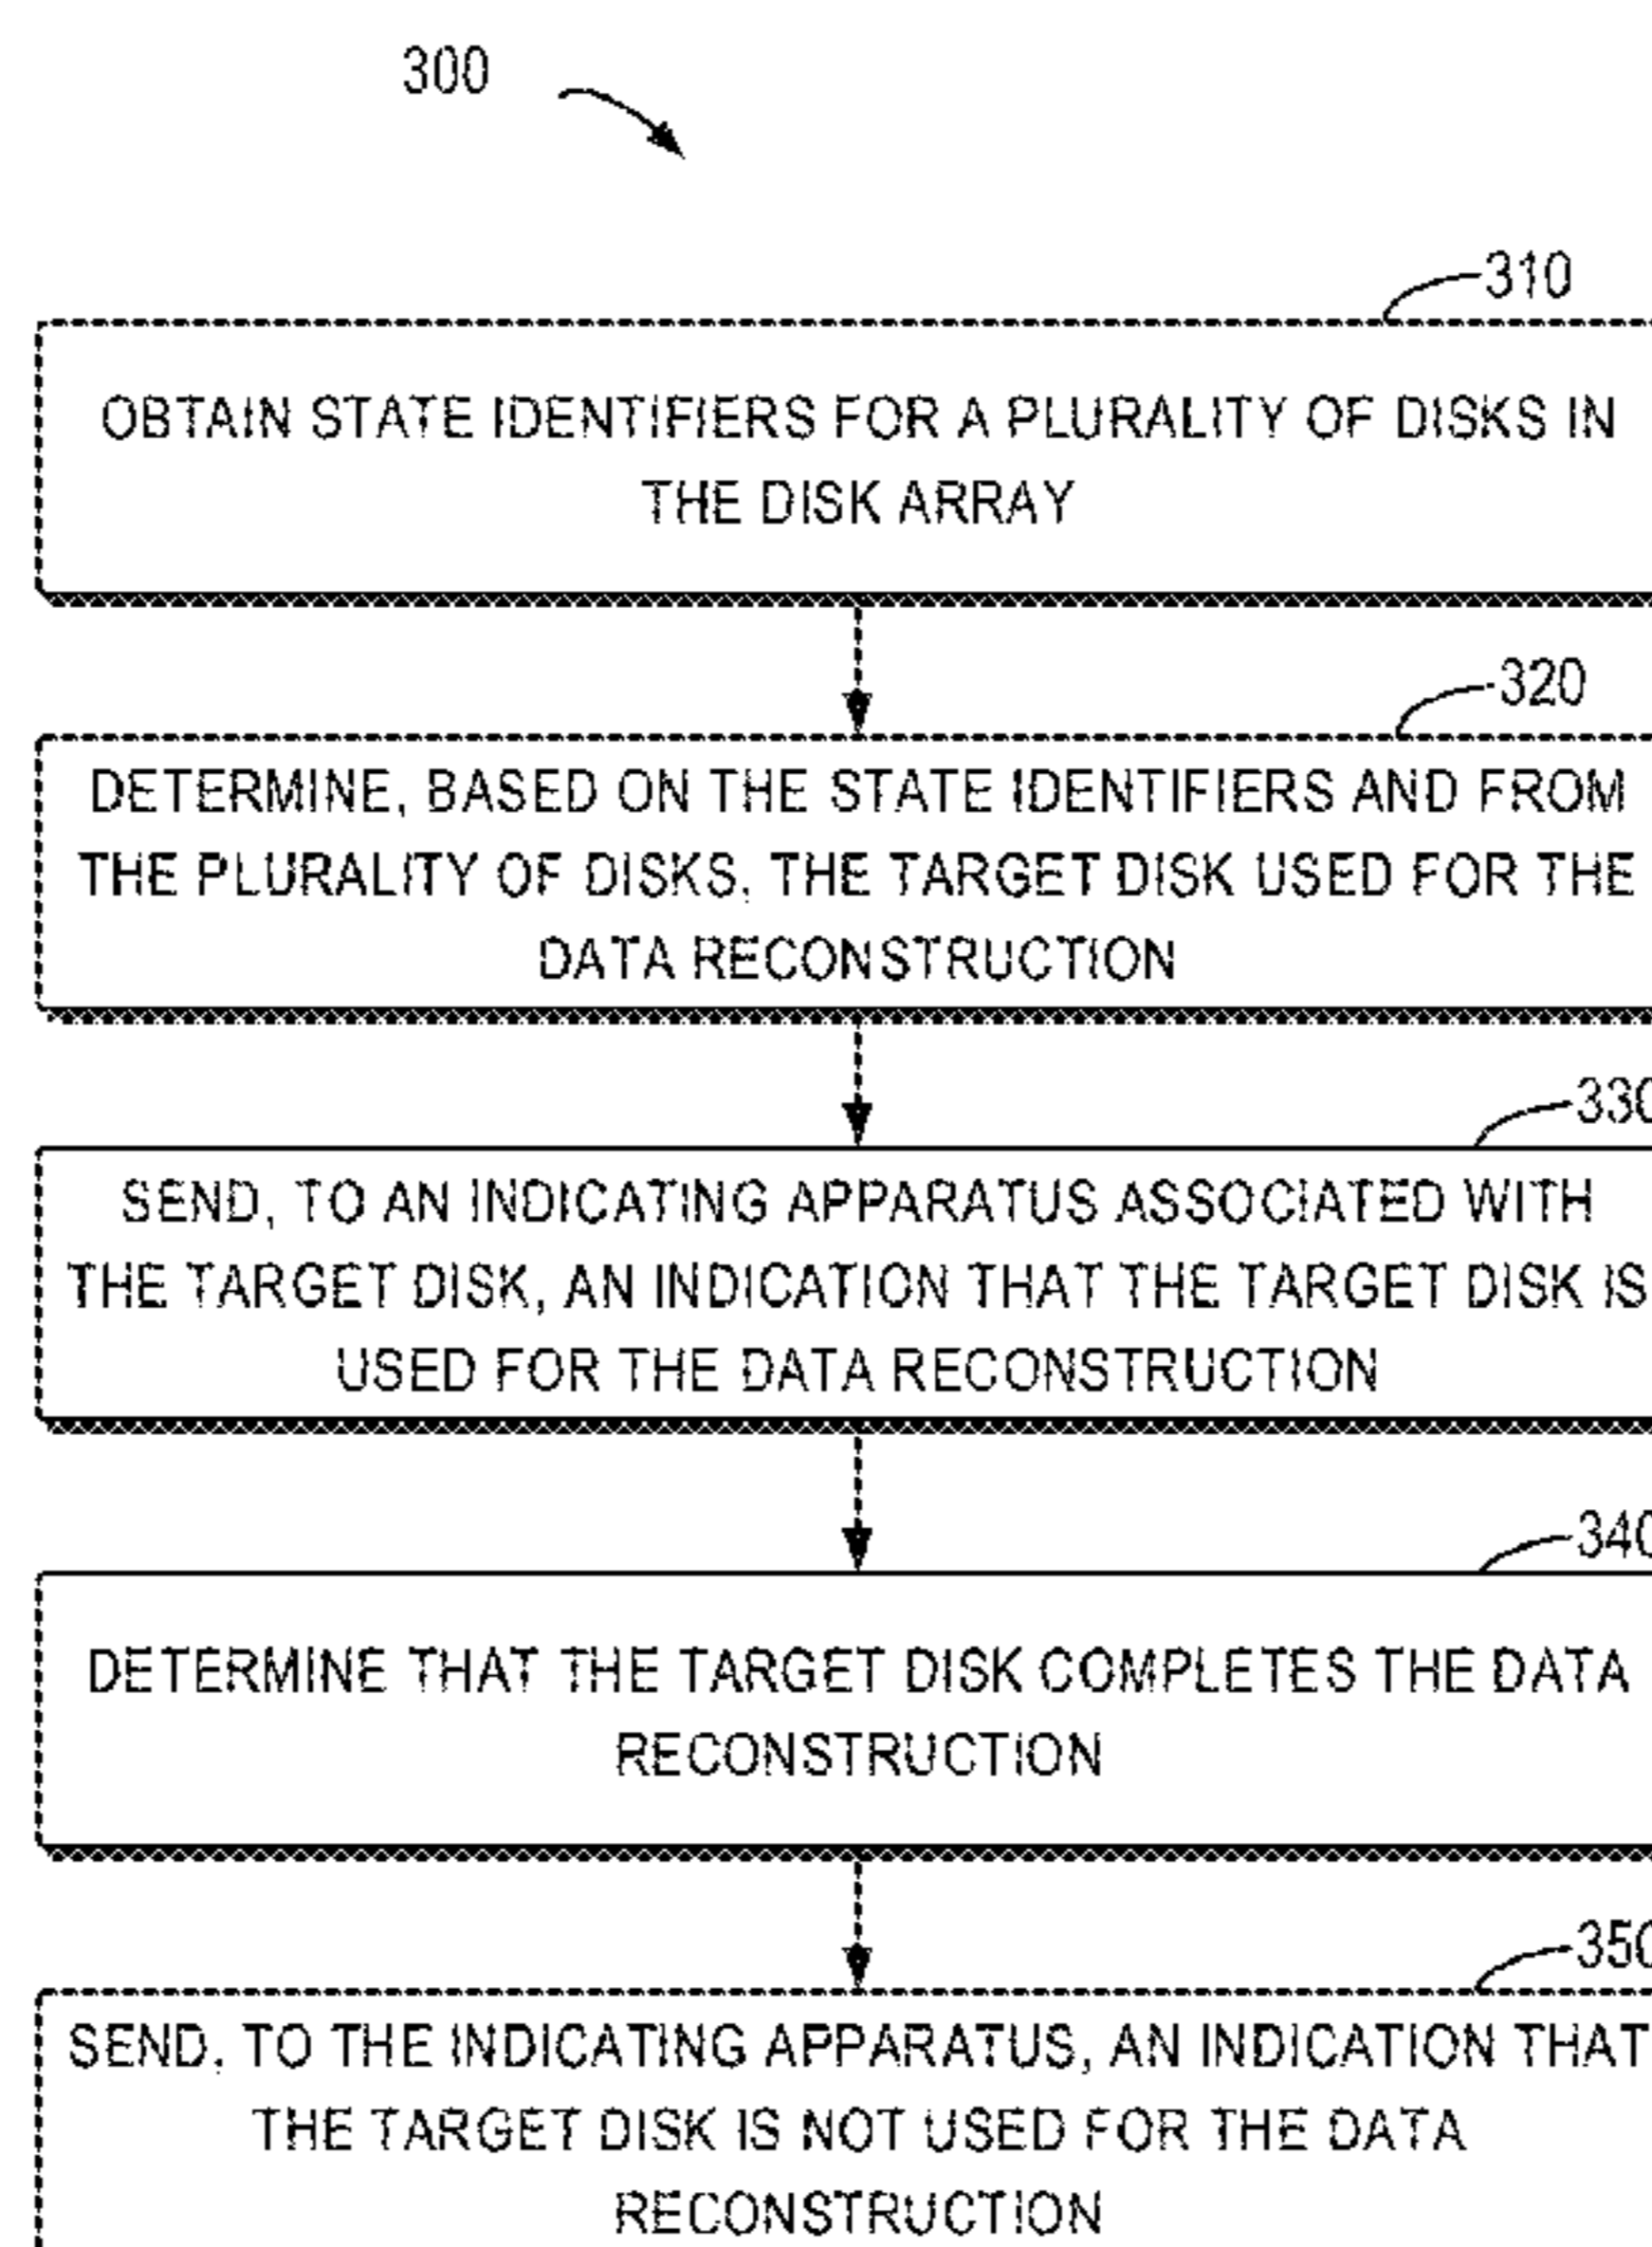 300
310
OBTAIN STATE IDENTIFIERS FOR A PLURALITY OF DISKS IN
THE DISK ARRAY
320
DETERMINE, BASED ON THE STATE IDENTIFIERS AND FROM
THE PLURALITY OF DISKS, THE TARGET DISK USED FOR THE
DATA RECONSTRUCTION
330
SEND, TO AN INDICATING APPARATUS ASSOCIATED WITH
THE TARGET DISK, AN INDICATION THAT THE TARGET DISK IS
USED FOR THE DATA RECONSTRUCTION
340
DETERMINE THAT THE TARGET DISK COMPLETES THE DATA
RECONSTRUCTION
350
SEND, TO THE INDICATING APPARATUS, AN INDICATION THAT
THE TARGET DISK IS NOT USED FOR THE DATA
RECONSTRUCTION